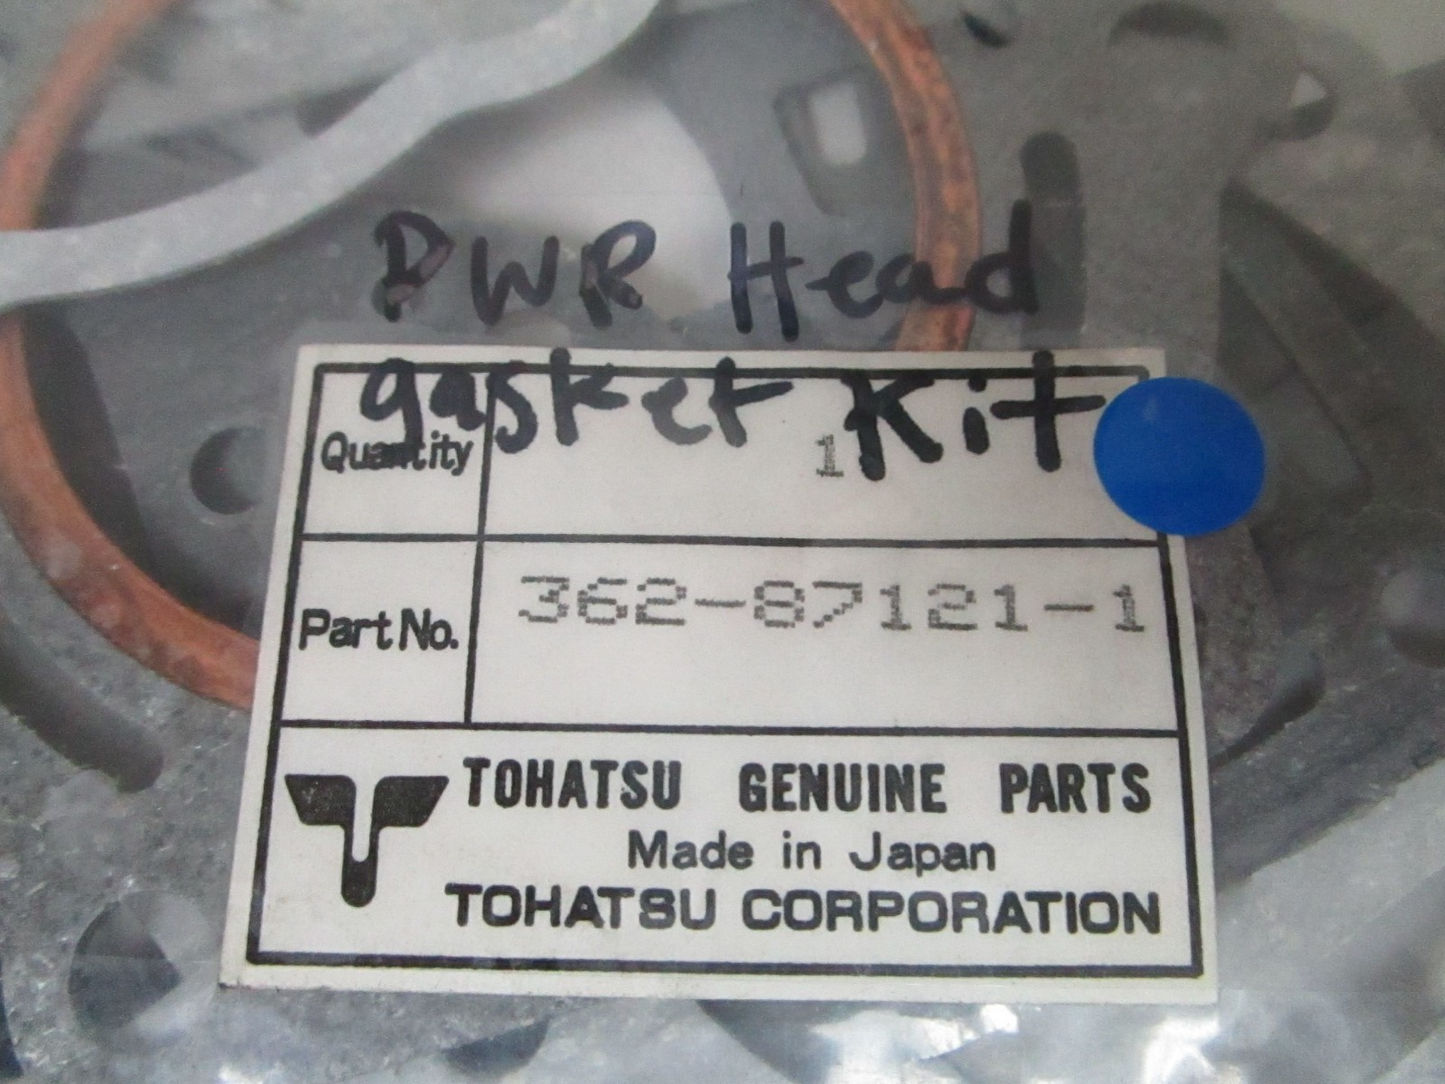 PWR Head
gasket Kit
Quantity 1
Part No. 362-87121-1
TOHATSU GENUINE PARTS
Made in Japan
TOHATSU CORPORATION